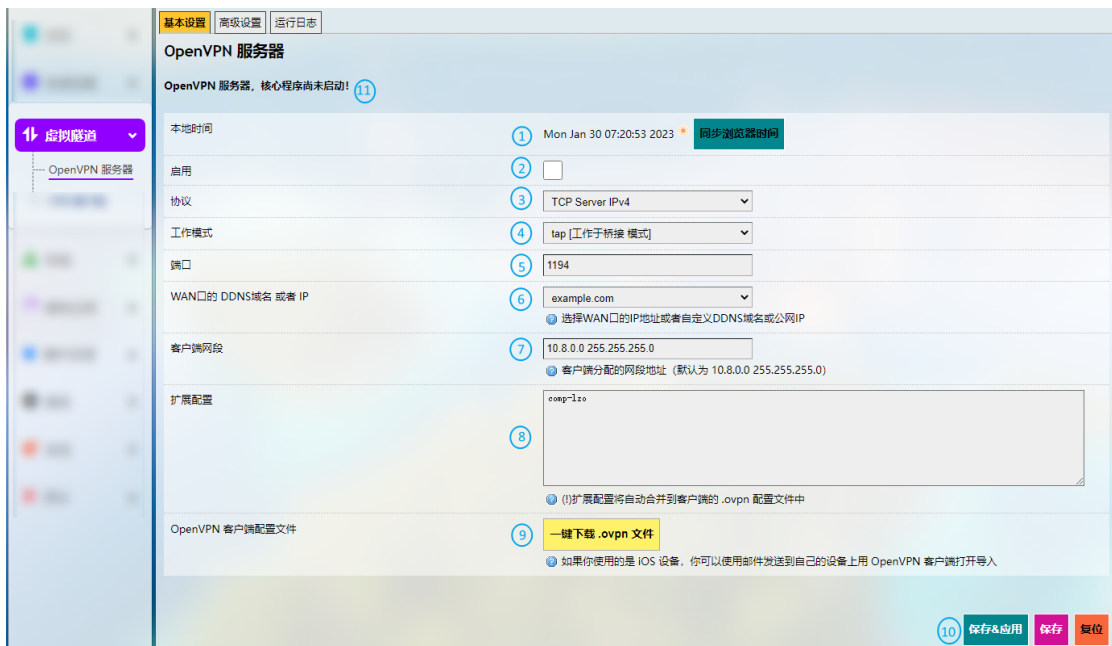 基本设置 高级设置 运行日志
OpenVPN 服务器
OpenVPN 服务器，核心程序尚未启动! 11
虚拟隧道
OpenVPN 服务器
本地时间 1 Mon Jan 30 07:20:53 2023 同步浏览器时间
启用 2
协议 3 TCP Server IPv4
工作模式 4 tap [工作于桥接 模式]
端口 5 1194
WAN口的 DDNS域名 或者 IP 6 example.com
选择WAN口的IP地址或者自定义DDNS域名或公网IP
客户端网段 7 10.8.0.0 255.255.255.0
客户端分配的网段地址（默认为 10.8.0.0 255.255.255.0）
扩展配置 8 comp-lzo
(!)扩展配置将自动合并到客户端的 .ovpn 配置文件中
OpenVPN 客户端配置文件 9 一键下载 .ovpn 文件
如果你使用的是 iOS 设备，你可以使用邮件发送到自己的设备上用 OpenVPN 客户端打开导入
10 保存&应用 保存 复位